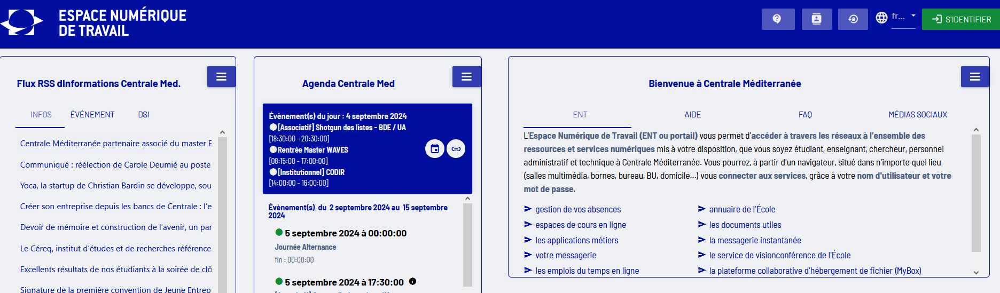 ESPACE NUMÉRIQUE
DE TRAVAIL
fr...
S'IDENTIFIER
Flux RSS dInformations Centrale Med.
INFOS ÉVÉNEMENT DSI
Centrale Méditerranée partenaire associé du master E
Communiqué : réélection de Carole Deumié au poste
Yoca, la startup de Christian Bardin se développe, sou
Créer son entreprise depuis les bancs de Centrale : l'e
Devoir de mémoire et construction de l'avenir, un par
Le Céreq, institut d'études et de recherches référence
Excellents résultats de nos étudiants à la soirée de clô
Signature de la première convention de Jeune Entrep
Agenda Centrale Med
Évènement(s) du jour : 4 septembre 2024
[Associatif] Shotgun des listes - BDE / UA
[18:30:00 - 20:30:00]
Rentrée Master WAVES
[08:15:00 - 17:00:00]
[Institutionnel] CODIR
[14:00:00 - 16:00:00]
Évènement(s) du 2 septembre 2024 au 15 septembre
2024
5 septembre 2024 à 00:00:00
Journée Alternance
fin : 00:00:00
5 septembre 2024 à 17:30:00
Bienvenue à Centrale Méditerranée
ENT AIDE FAQ MÉDIAS SOCIAUX
L'Espace Numérique de Travail (ENT ou portail) vous permet d'accéder à travers les réseaux à l'ensemble des
ressources et services numériques mis à votre disposition, que vous soyez étudiant, enseignant, chercheur, personnel
administratif et technique à Centrale Méditerranée. Vous pourrez, à partir d'un navigateur, situé dans n'importe quel lieu
(salles multimédia, bornes, bureau, BU, domicile...) vous connecter aux services, grâce à votre nom d'utilisateur et votre
mot de passe.
gestion de vos absences
espaces de cours en ligne
les applications métiers
votre messagerie
les emplois du temps en ligne
annuaire de l'École
les documents utiles
la messagerie instantanée
le service de visionconférence de l'École
la plateforme collaborative d'hébergement de fichier (MyBox)